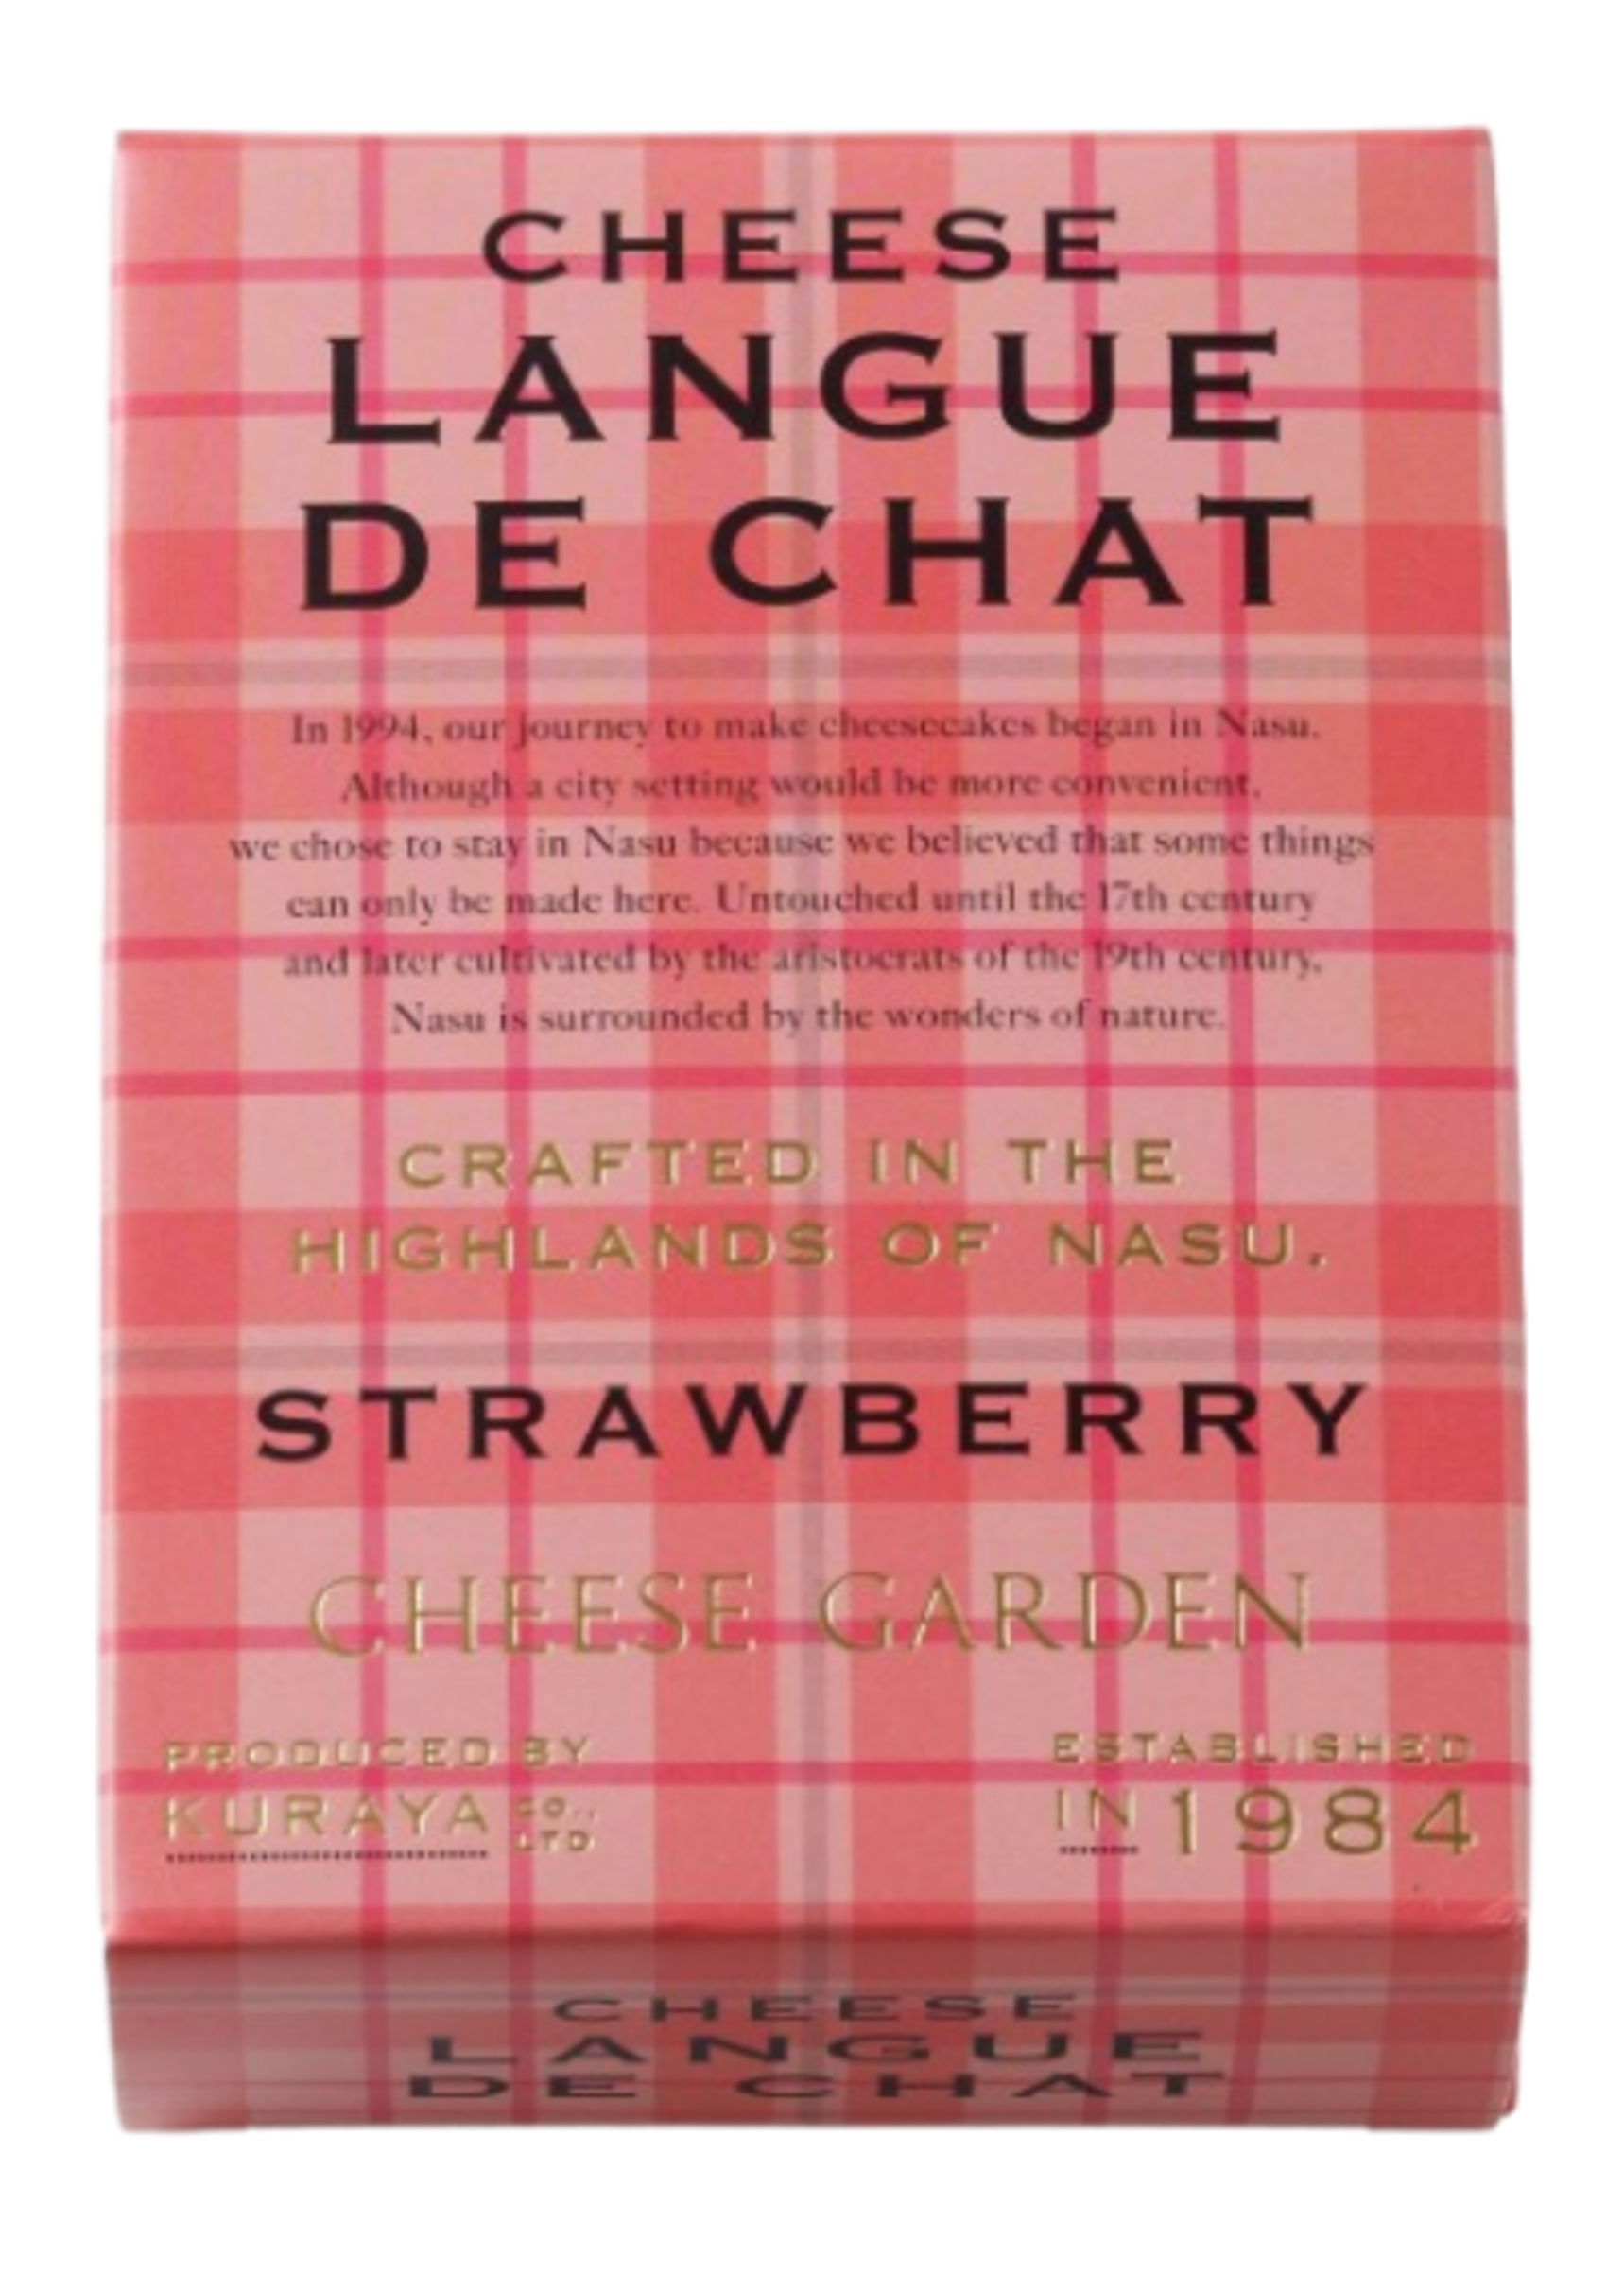 CHEESE
LANGUE
DE CHAT
In 1994, our journey to make cheesecakes began in Nasu.
Although a city setting would be more convenient,
we chose to stay in Nasu because we believed that some things
can only be made here. Untouched until the 17th century
and later cultivated by the aristocrats of the 19th century,
Nasu is surrounded by the wonders of nature.
CRAFTED IN THE
HIGHLANDS OF NASU.
STRAWBERRY
CHEESE GARDEN
PRODUCED BY
KURAYA CO., LTD
ESTABLISHED
IN 1984
CHEESE
LANGUE
DE CHAT